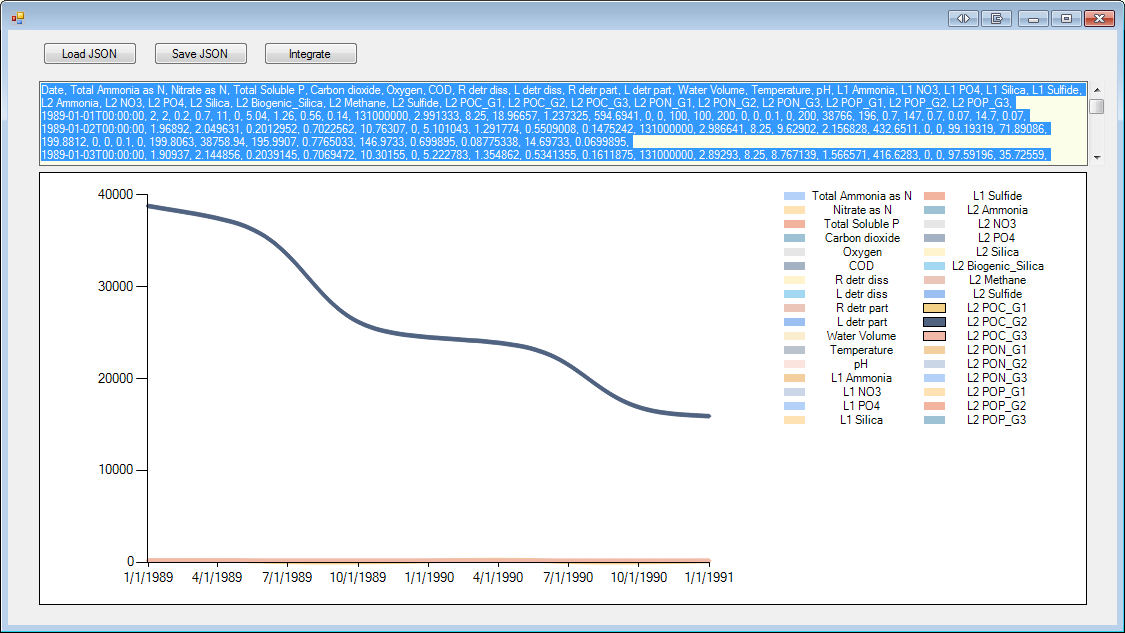 Load JSON
Save JSON
Integrate
Date, Total Ammonia as N, Nitrate as N, Total Soluble P, Carbon dioxide, Oxygen, COD, R detr diss, L detr diss, R detr part, L detr part, Water Volume, Temperature, pH, L1 Ammonia, L1 NO3, L1 PO4, L1 Silica, L1 Sulfide,
L2 Ammonia, L2 NO3, L2 PO4, L2 Silica, L2 Biogenic_Silica, L2 Methane, L2 Sulfide, L2 POC_G1, L2 POC_G2, L2 POC_G3, L2 PON_G1, L2 PON_G2, L2 PON_G3, L2 POP_G1, L2 POP_G2, L2 POP_G3,
1989-01-01T00:00:00, 2, 2, 0.2, 0.7, 11, 0, 5.04, 1.26, 0.56, 0.14, 131000000, 2.991333, 8.25, 18.96657, 1.237325, 594.6941, 0, 0, 100, 100, 200, 0, 0, 0.1, 0, 200, 38766, 196, 0.7, 147, 0.7, 0.07, 14.7, 0.07,
1989-01-02T00:00:00, 1.96892, 2.049631, 0.2012952, 0.7022562, 10.76307, 0, 5.101043, 1.291774, 0.5509008, 0.1475242, 131000000, 2.986641, 8.25, 9.62902, 2.156828, 432.6511, 0, 0, 99.19319, 71.89086,
199.8812, 0, 0, 0.1, 0, 199.8063, 38758.94, 195.9907, 0.7765033, 146.9733, 0.699895, 0.08775338, 14.69733, 0.0699895,
1989-01-03T00:00:00, 1.90937, 2.144856, 0.2039145, 0.7069472, 10.30155, 0, 5.222783, 1.354862, 0.5341355, 0.1611875, 131000000, 2.89293, 8.25, 8.767139, 1.566571, 416.6283, 0, 0, 97.59196, 35.72559,
40000
30000
20000
10000
0
1/1/1989
4/1/1989
7/1/1989
10/1/1989
1/1/1990
4/1/1990
7/1/1990
10/1/1990
1/1/1991
Total Ammonia as N
Nitrate as N
Total Soluble P
Carbon dioxide
Oxygen
COD
R detr diss
L detr diss
R detr part
L detr part
Water Volume
Temperature
pH
L1 Ammonia
L1 NO3
L1 PO4
L1 Silica
L1 Sulfide
L2 Ammonia
L2 NO3
L2 PO4
L2 Silica
L2 Biogenic_Silica
L2 Methane
L2 Sulfide
L2 POC_G1
L2 POC_G2
L2 POC_G3
L2 PON_G1
L2 PON_G2
L2 PON_G3
L2 POP_G1
L2 POP_G2
L2 POP_G3